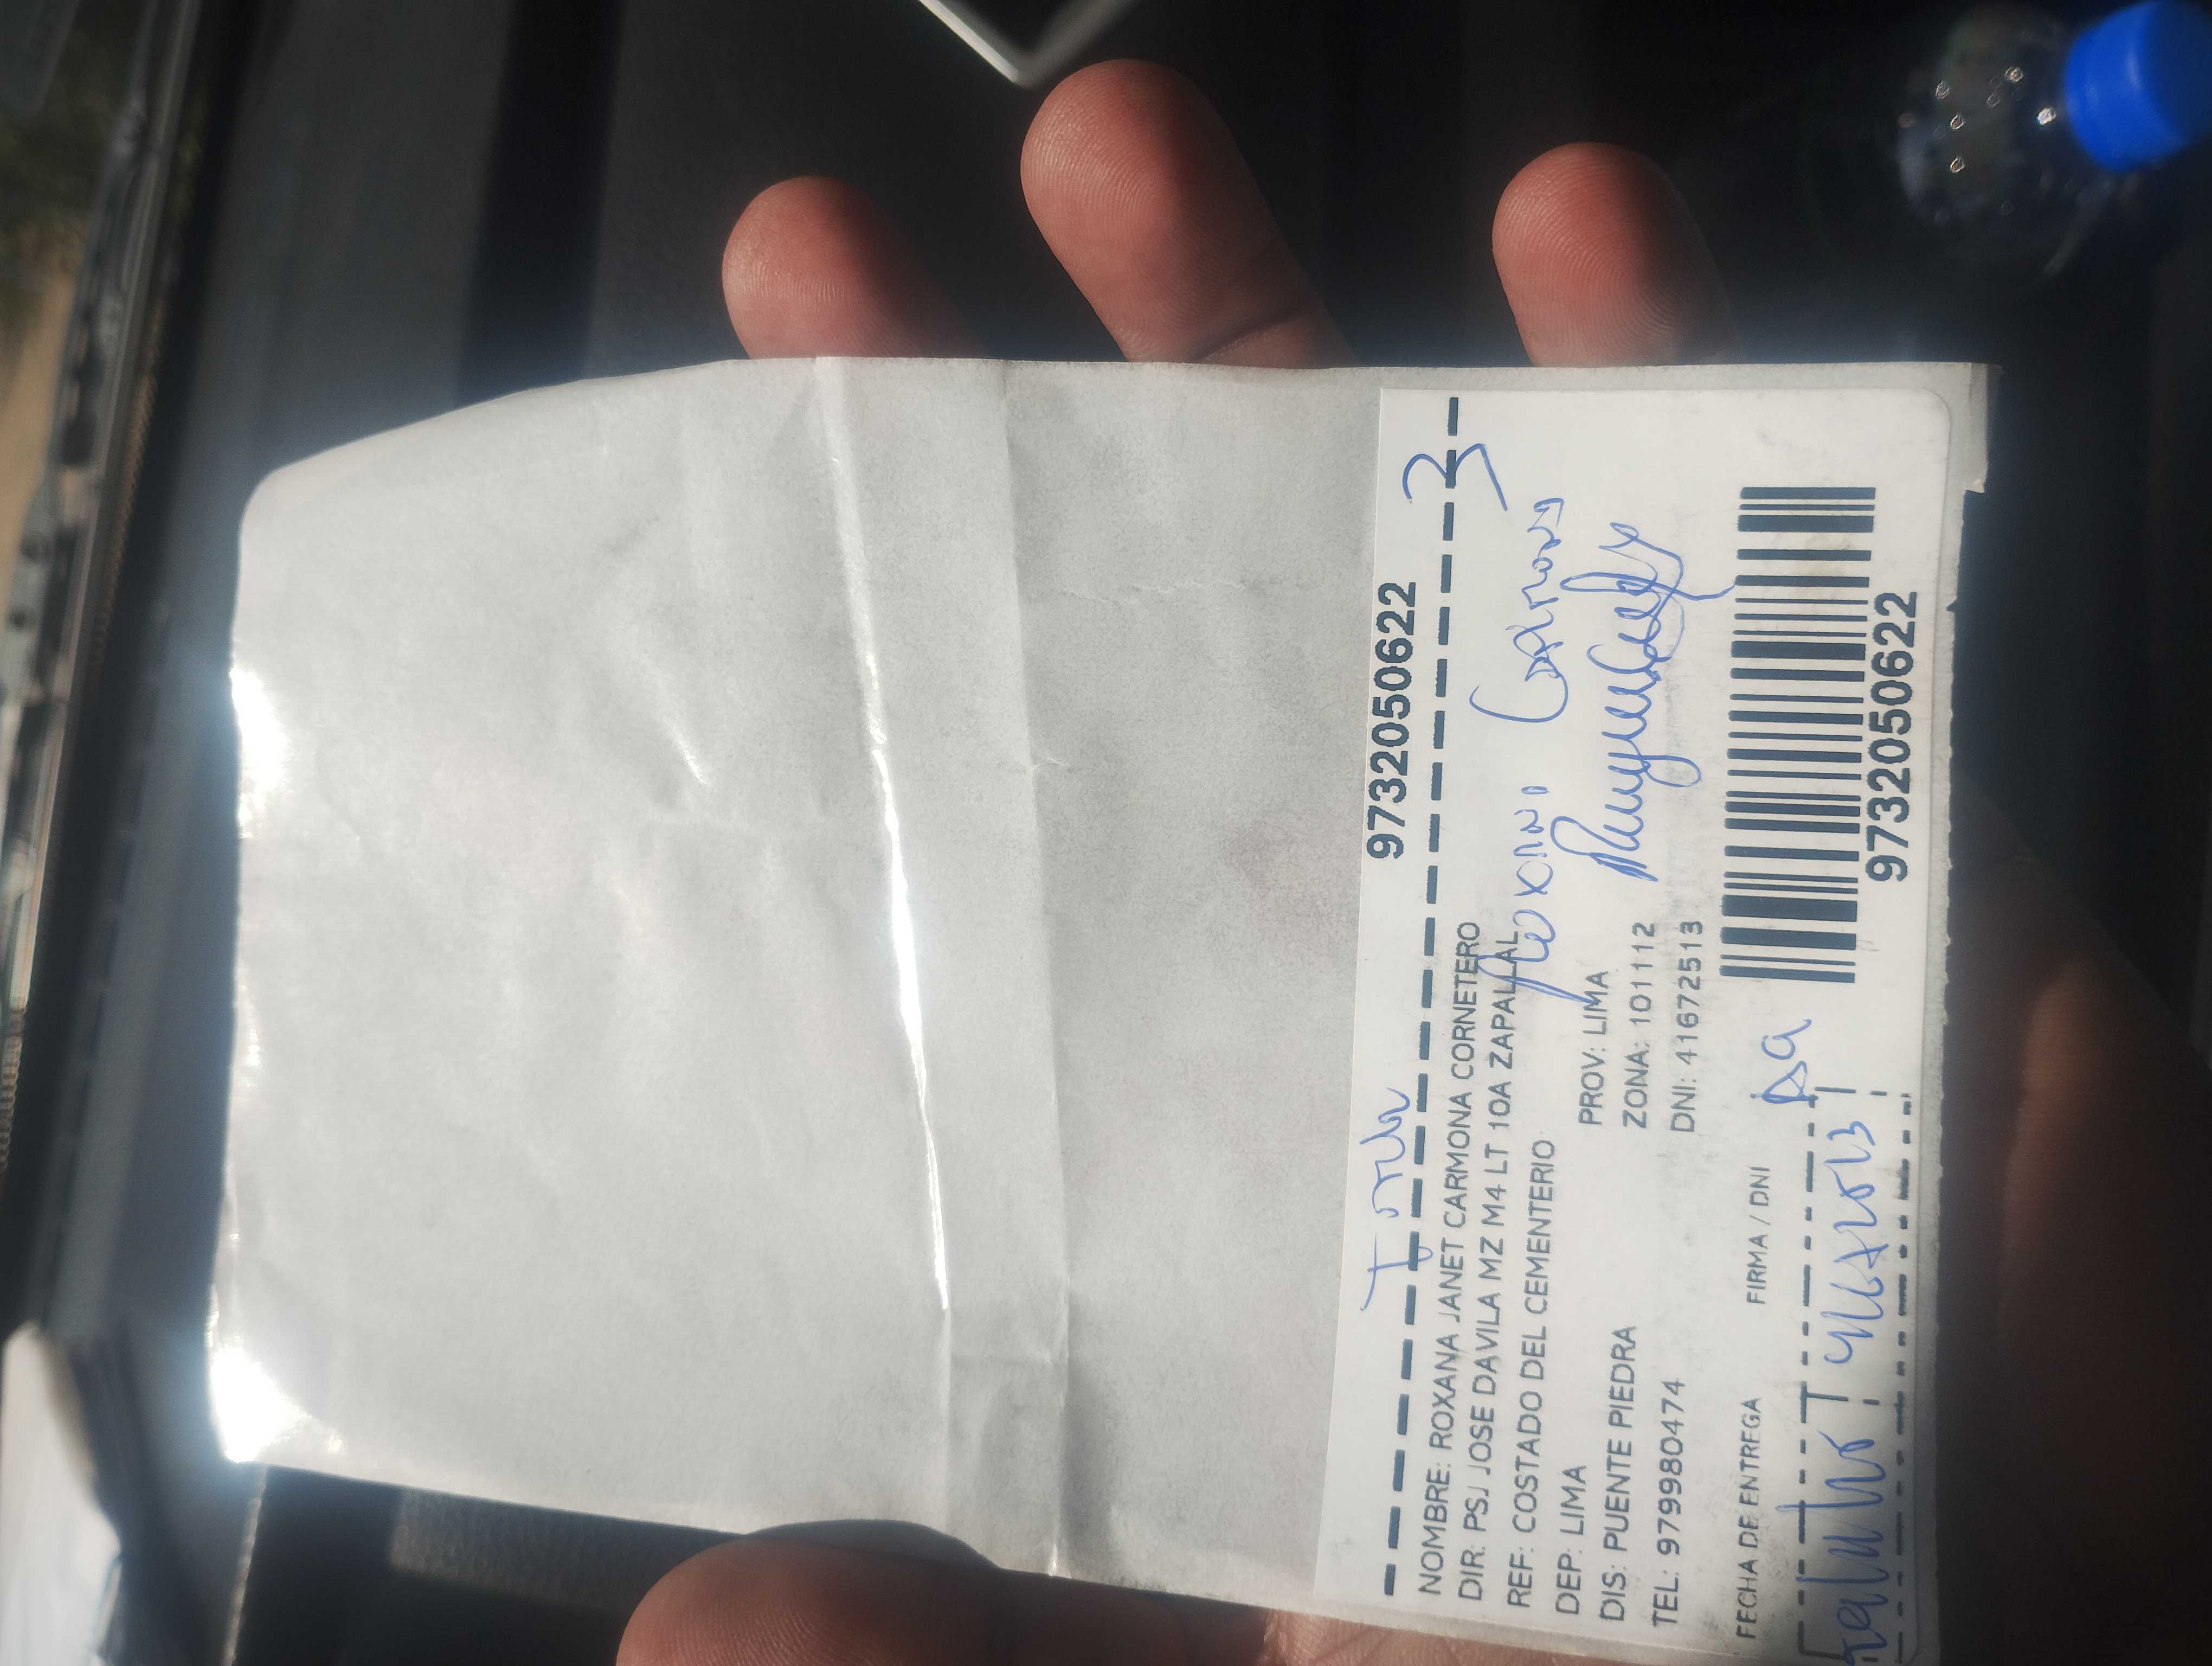 9732050622
3
NOMBRE: ROXANA JANET CARMONA CORNETERO
DIR: PSJ JOSE DAVILA MZ M4 LT 10A ZAPALLAL
REF: COSTADO DEL CEMENTERIO
DEP: LIMA
PROV: LIMA
DIS: PUENTE PIEDRA
ZONA: 101112
TEL: 979980474
DNI: 41672513
FECHA DE ENTREGA
FIRMA / DNI
9732050622